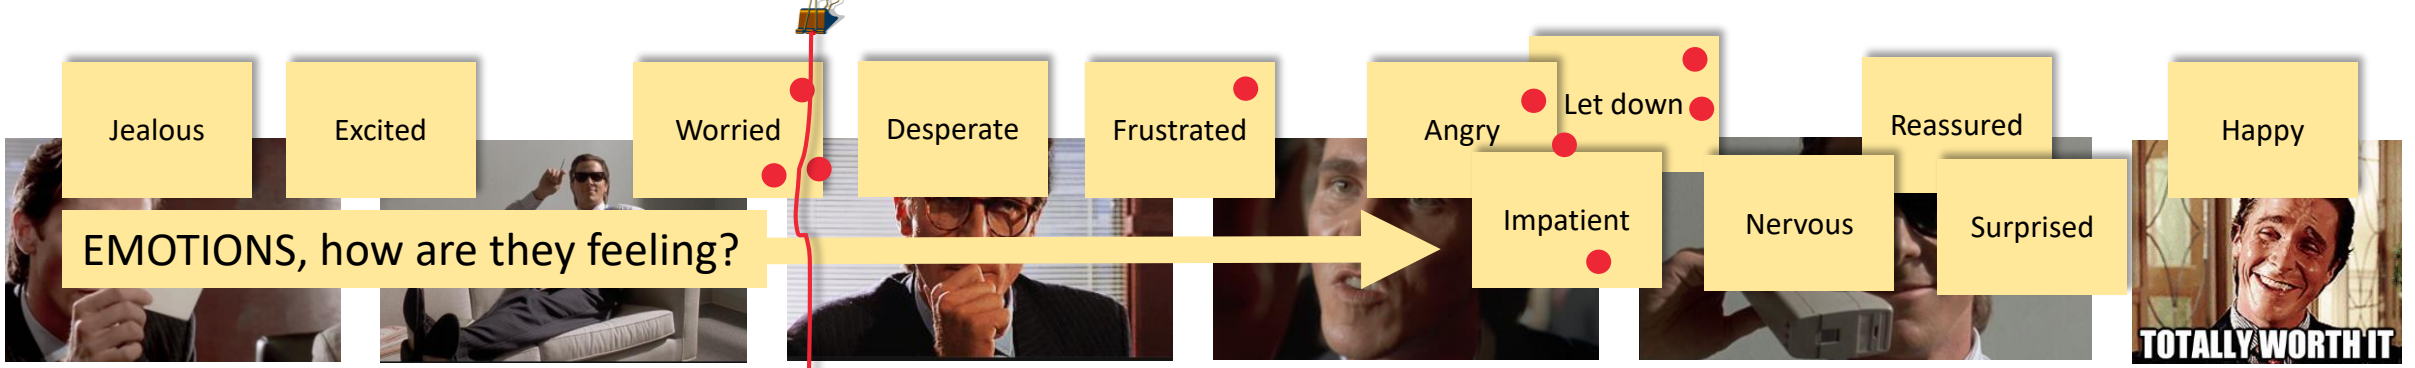 Jealous
Excited
Worried
Desperate
Frustrated
Angry
Let down
Reassured
Happy
EMOTIONS, how are they feeling?
Impatient
Nervous
Surprised
TOTALLY WORTH IT